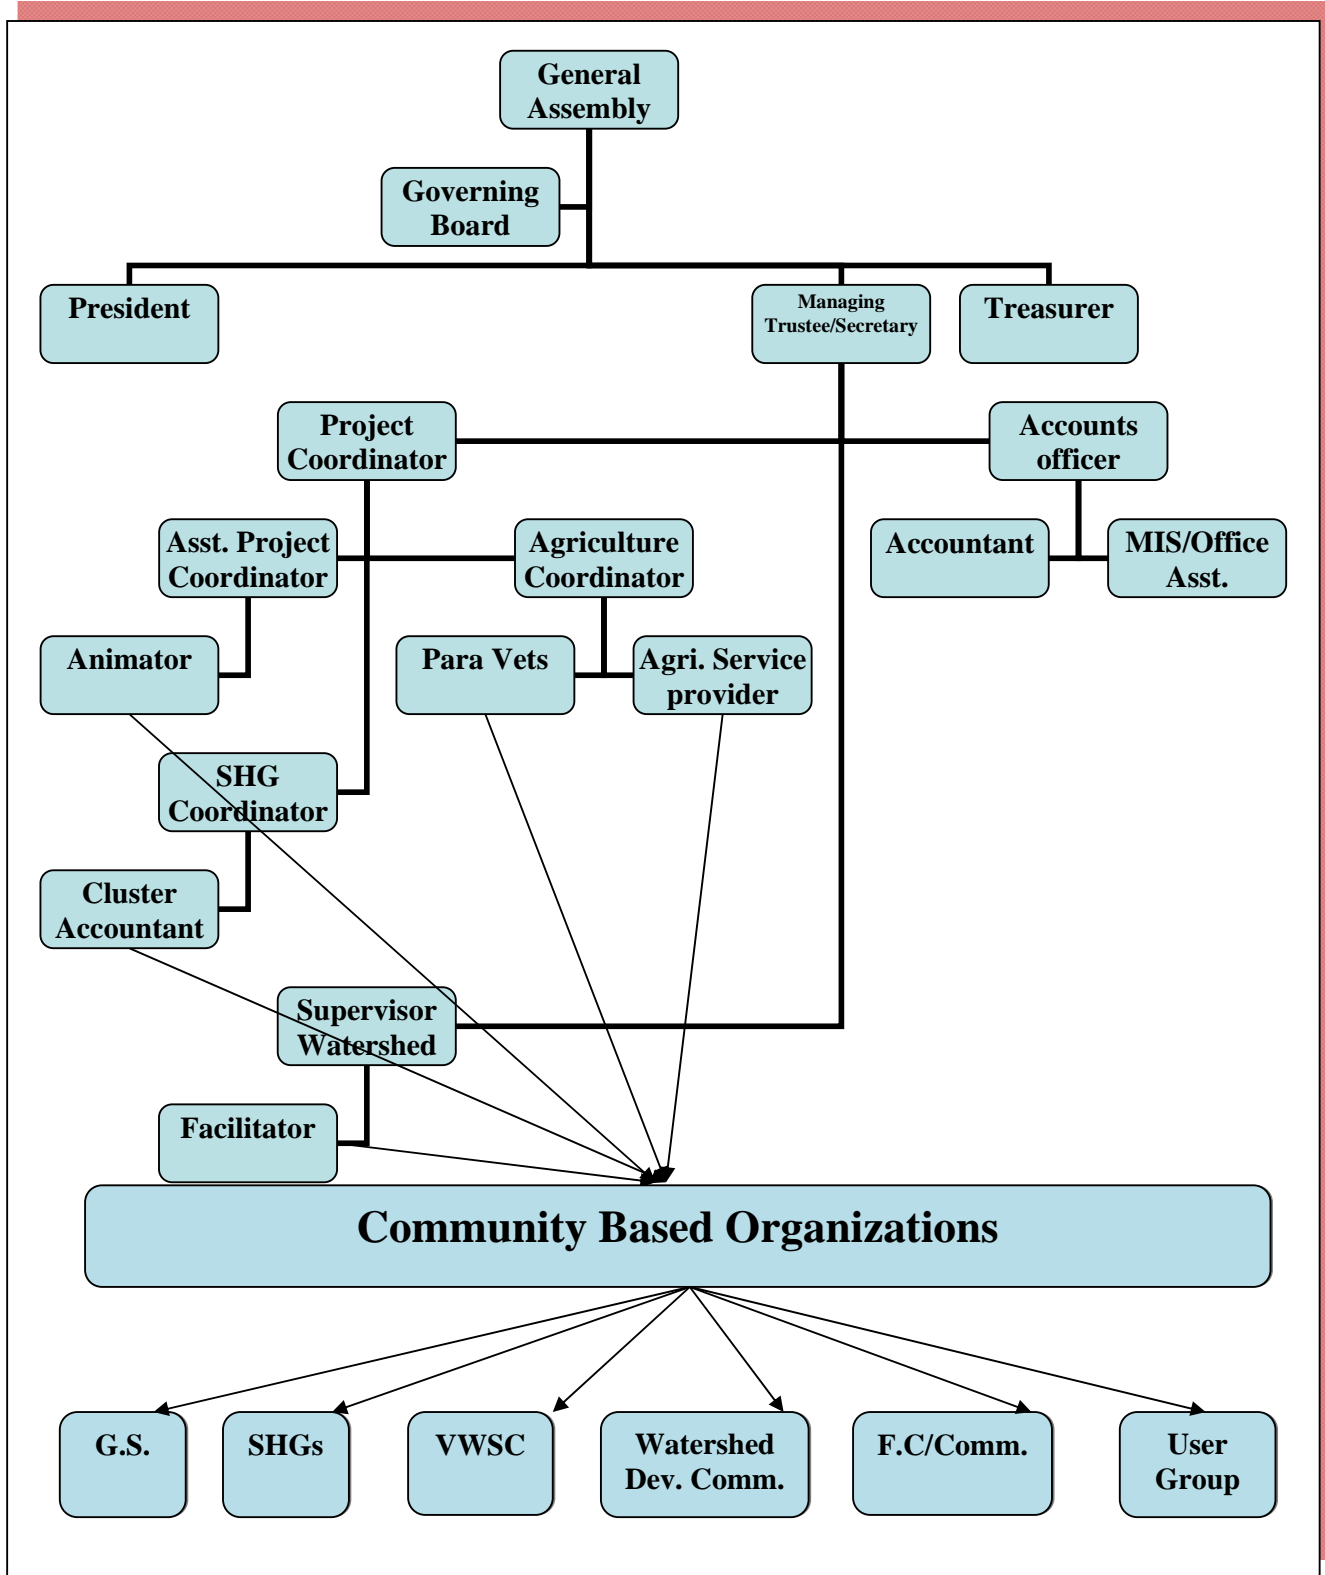 General
Assembly
Governing
Board
President
Managing
Trustee/Secretary
Treasurer
Project
Coordinator
Accounts
officer
Asst. Project
Coordinator
Agriculture
Coordinator
Accountant
MIS/Office
Asst.
Animator
Para Vets
Agri. Service
provider
SHG
Coordinator
Cluster
Accountant
Supervisor
Watershed
Facilitator
Community Based Organizations
G.S.
SHGs
VWSC
Watershed
Dev. Comm.
F.C/Comm.
User
Group